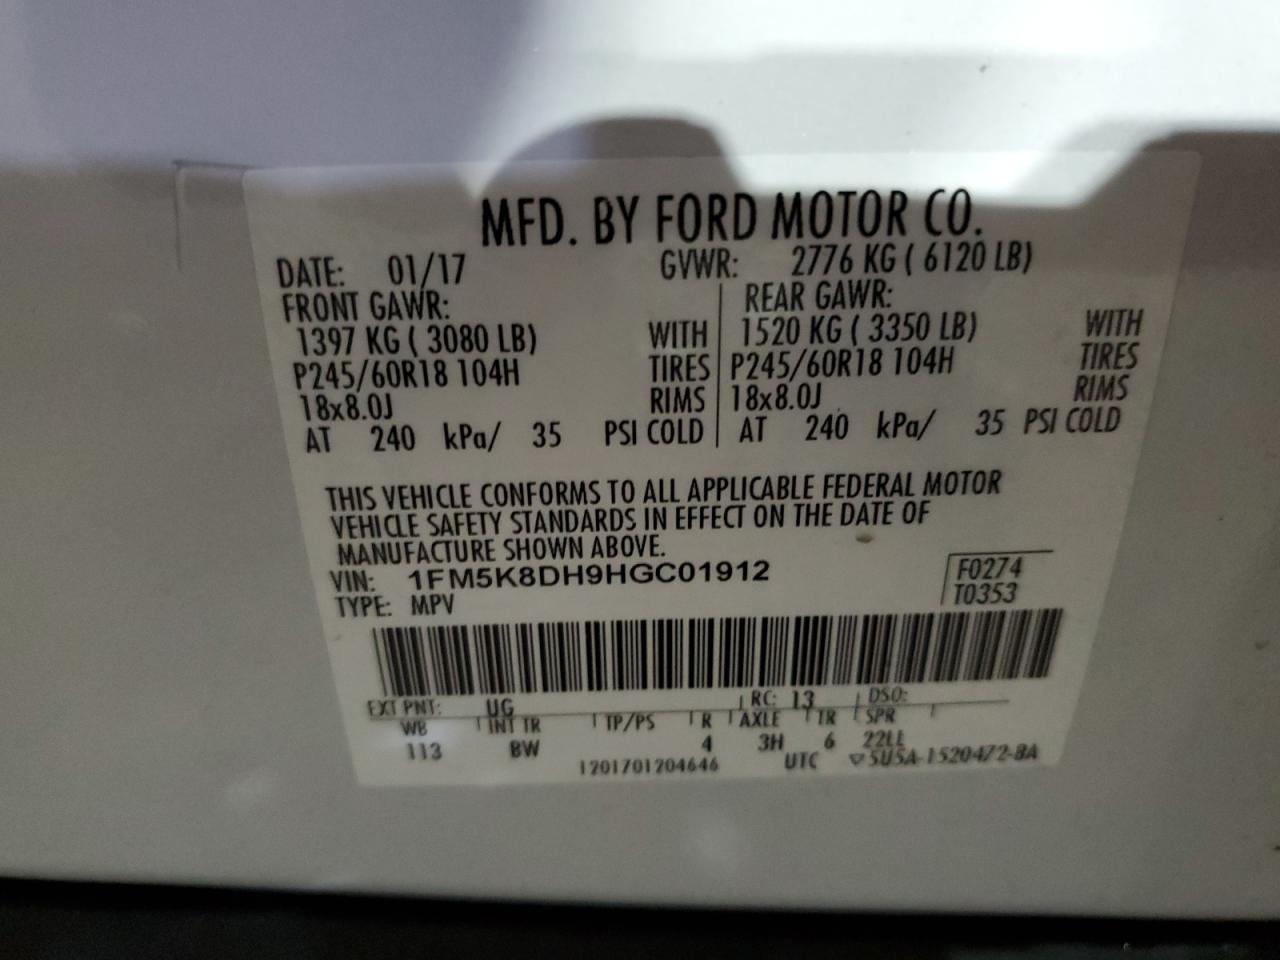 MFD. BY FORD MOTOR CO.
DATE: 01/17 GVWR: 2776 KG ( 6120 LB)
FRONT GAWR: REAR GAWR:
1397 KG ( 3080 LB) WITH 1520 KG ( 3350 LB) WITH
P245/60R18 104H TIRES P245/60R18 104H TIRES
18x8.0J RIMS 18x8.0J RIMS
AT 240 kPa/ 35 PSI COLD AT 240 kPa/ 35 PSI COLD
THIS VEHICLE CONFORMS TO ALL APPLICABLE FEDERAL MOTOR
VEHICLE SAFETY STANDARDS IN EFFECT ON THE DATE OF
MANUFACTURE SHOWN ABOVE.
VIN: 1FM5K8DH9HGC01912 F0274
TYPE: MPV T0353
EXT PNT: UG RC: 13 DSO:
WB INT TR TP/PS R AXLE TR SPR
113 BW 4 3H 6 22LL
1201701204646 UTC ▽5U5A-1520472-BA